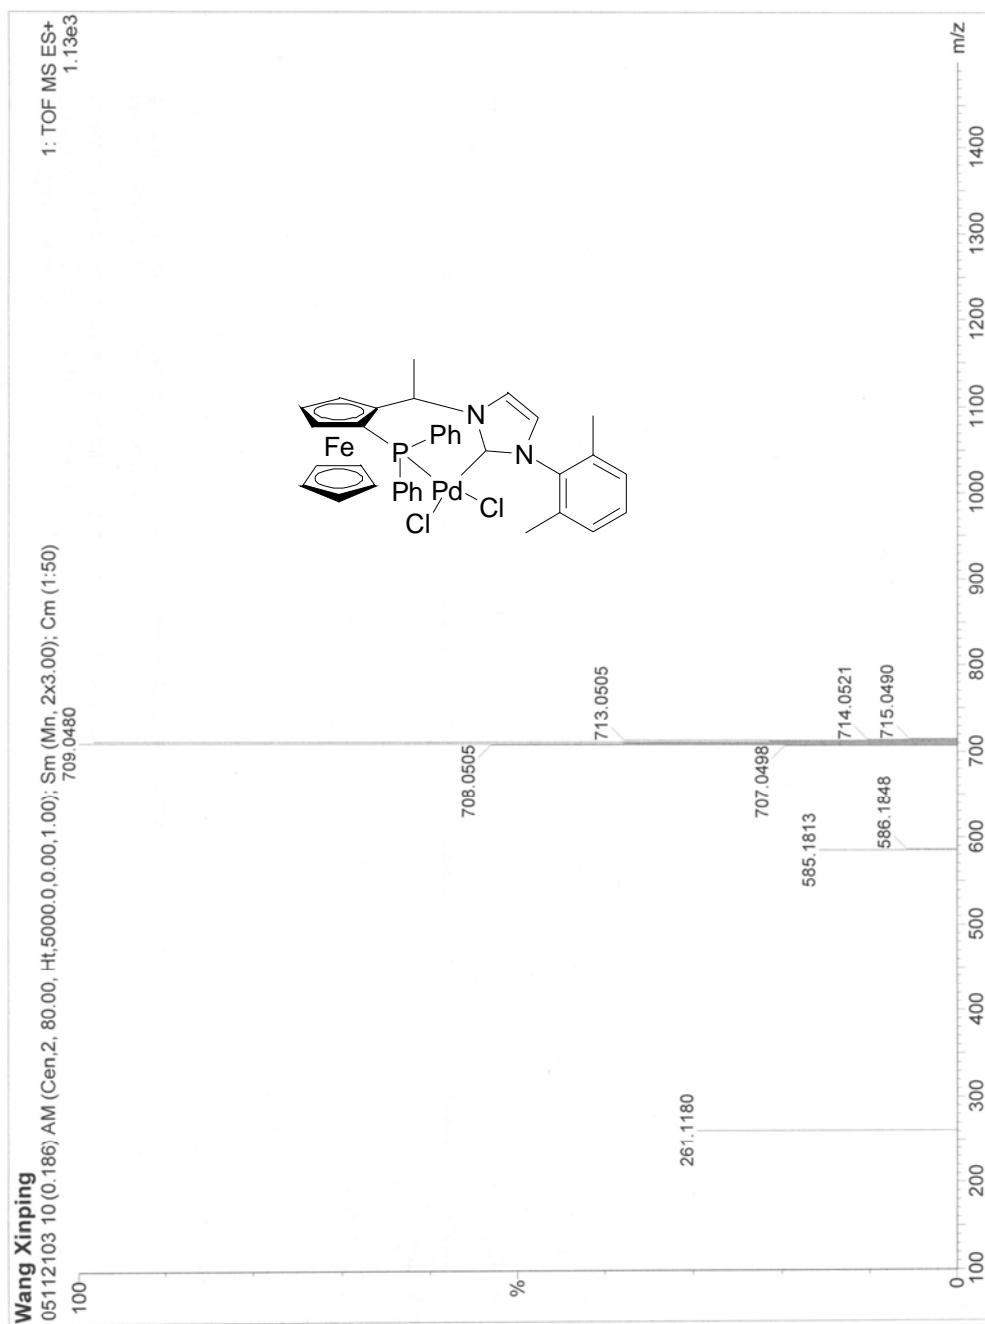 Wang Xinping
05112103 10 (0.186) AM (Cen,2, 80.00, Ht,5000.0,0.00,1.00); Sm (Mn, 2x3.00); Cm (1:50)
1: TOF MS ES+
1.13e3
100
%
0
709.0480
708.0505
713.0505
707.0498
714.0521
715.0490
585.1813
586.1848
261.1180
100
200
300
400
500
600
700
800
900
1000
1100
1200
1300
1400
m/z
Fe
P
Ph
Ph
Pd
Cl
Cl
N
N